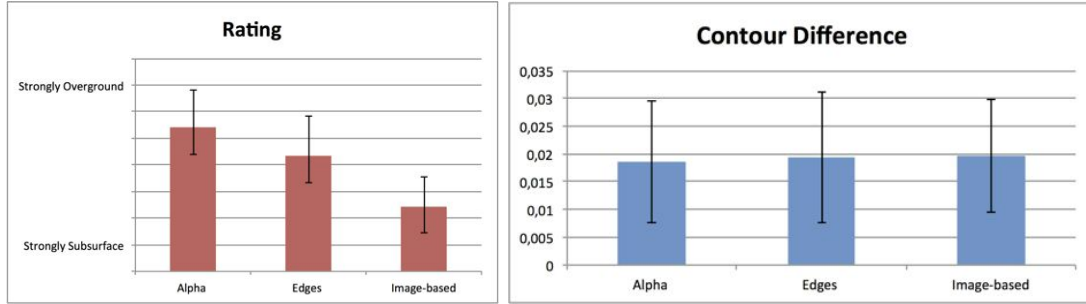 Rating
Strongly Overground
Strongly Subsurface
Alpha
Edges
Image-based
Contour Difference
0,035
0,03
0,025
0,02
0,015
0,01
0,005
0
Alpha
Edges
Image-based